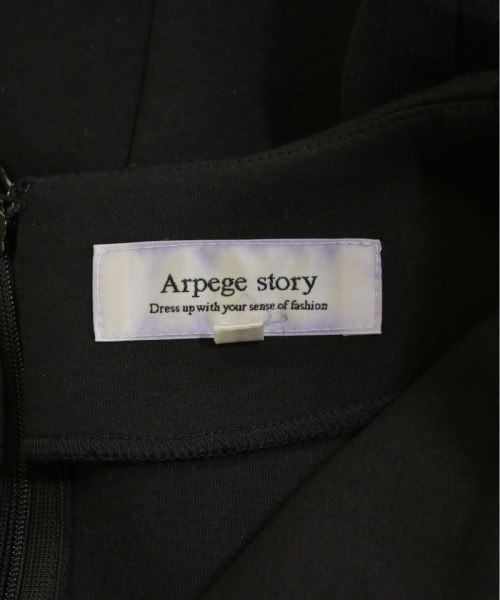 Arpege story
Dress up with your sense of fashion